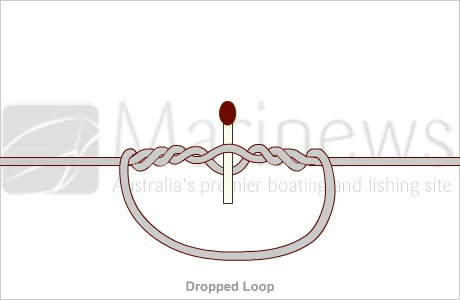 Marinews
Australia's premier boating and fishing site
Dropped Loop